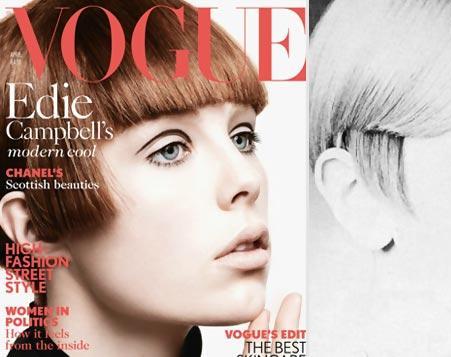 VOGUE
Edie
Campbell's
modern cool
CHANEL'S
Scottish beauties
HIGH
FASHION
STREET
STYLE
WOMEN IN
POLITICS
How it feels
from the inside
VOGUE'S EDIT
THE BEST
SKINCARE